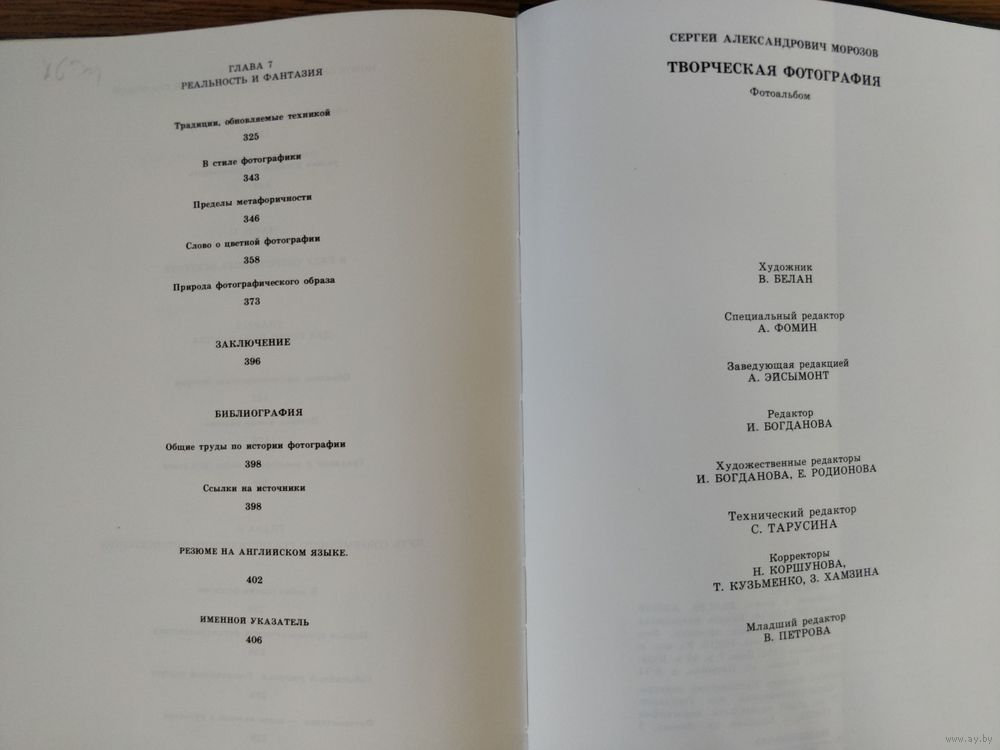 ГЛАВА 7
РЕАЛЬНОСТЬ И ФАНТАЗИЯ
Традиции, обновляемые техникой
325
В стиле фотографики
343
Пределы метафоричности
346
Слово о цветной фотографии
358
Природа фотографического образа
373
ЗАКЛЮЧЕНИЕ
396
БИБЛИОГРАФИЯ
Общие труды по истории фотографии
398
Ссылки на источники
398
РЕЗЮМЕ НА АНГЛИЙСКОМ ЯЗЫКЕ.
402
ИМЕННОЙ УКАЗАТЕЛЬ
406
СЕРГЕЙ АЛЕКСАНДРОВИЧ МОРОЗОВ
ТВОРЧЕСКАЯ ФОТОГРАФИЯ
Фотоальбом
Художник
В. БЕЛАН
Специальный редактор
А. ФОМИН
Заведующая редакцией
А. ЭЙСЫМОНТ
Редактор
И. БОГДАНОВА
Художественные редакторы
И. БОГДАНОВА, Е. РОДИОНОВА
Технический редактор
С. ТАРУСИНА
Корректоры
Н. КОРШУНОВА,
Т. КУЗЬМЕНКО, З. ХАМЗИНА
Младший редактор
В. ПЕТРОВА
www.ay.by